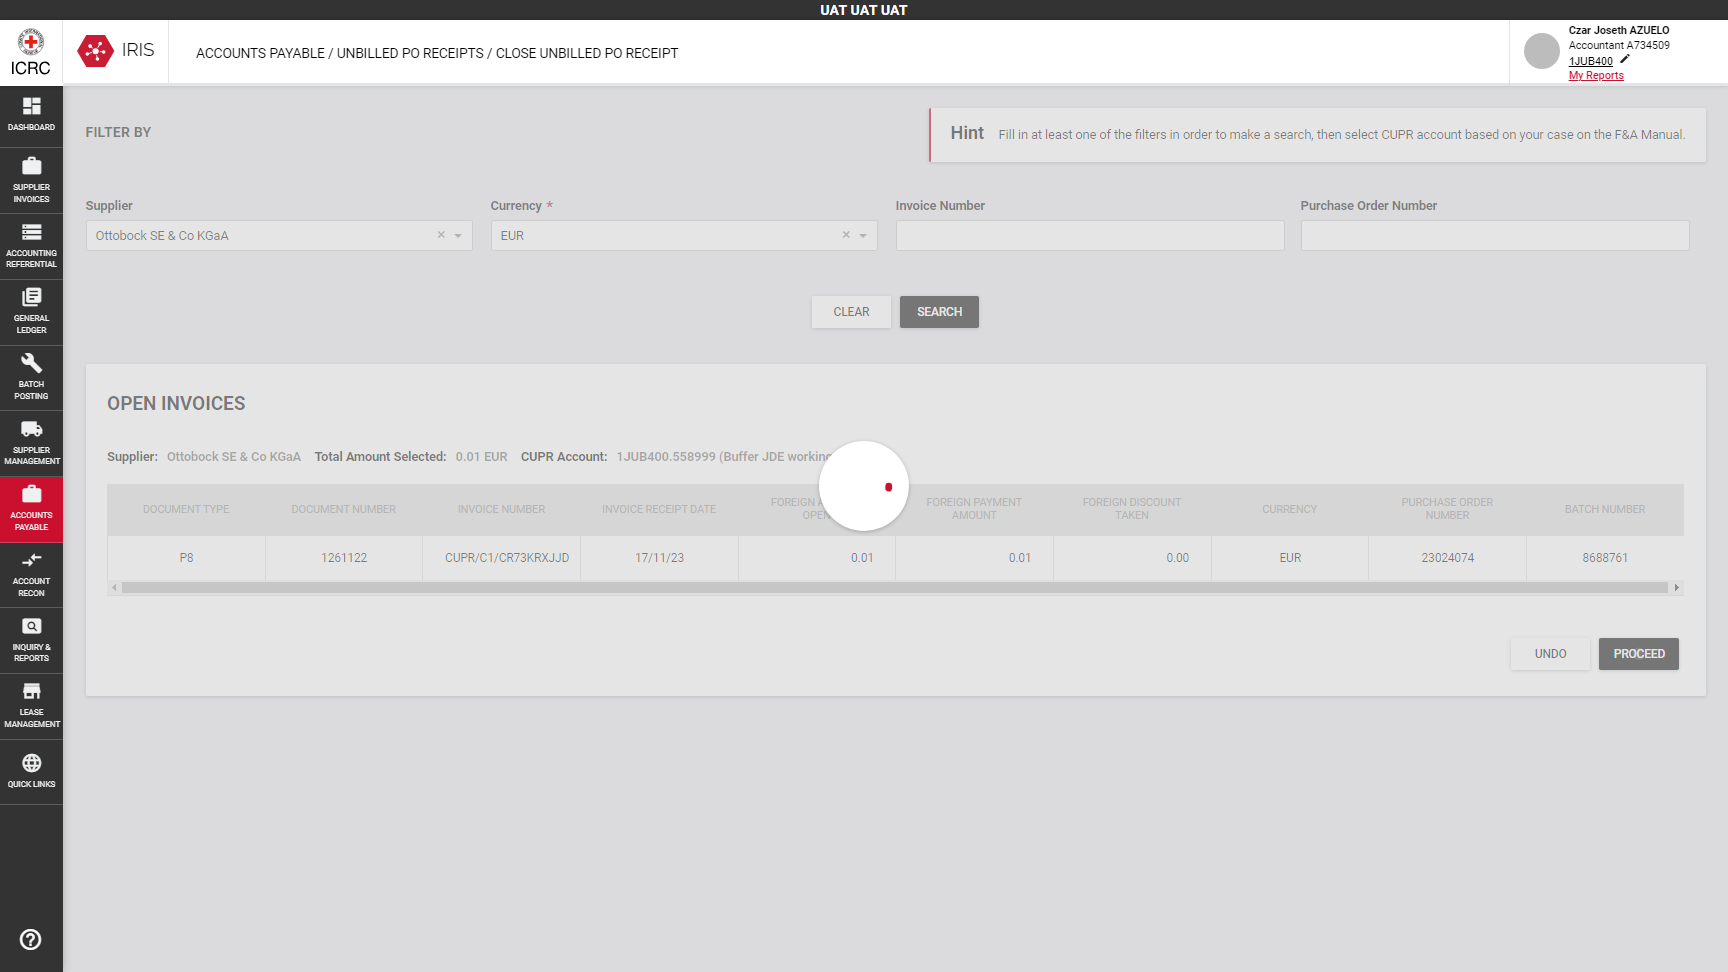 UAT UAT UAT
ICRC
IRIS
ACCOUNTS PAYABLE / UNBILLED PO RECEIPTS / CLOSE UNBILLED PO RECEIPT
Czar Joseth AZUELO
Accountant A734509
1JUB400
My Reports
DASHBOARD
SUPPLIER
INVOICES
ACCOUNTING
REFERENTIAL
GENERAL
LEDGER
BATCH
POSTING
SUPPLIER
MANAGEMENT
ACCOUNTS
PAYABLE
ACCOUNT
RECON
INQUIRY &
REPORTS
LEASE
MANAGEMENT
QUICK LINKS
FILTER BY
Hint Fill in at least one of the filters in order to make a search, then select CUPR account based on your case on the F&A Manual.
Supplier Currency * Invoice Number Purchase Order Number
Ottobock SE & Co KGaA × EUR ×
CLEAR SEARCH
OPEN INVOICES
Supplier: Ottobock SE & Co KGaA Total Amount Selected: 0.01 EUR CUPR Account: 1JUB400.558999 (Buffer JDE working
DOCUMENT TYPE DOCUMENT NUMBER INVOICE NUMBER INVOICE RECEIPT DATE FOREIGN OPEN FOREIGN PAYMENT AMOUNT FOREIGN DISCOUNT TAKEN CURRENCY PURCHASE ORDER NUMBER BATCH NUMBER
P8 1261122 CUPR/C1/CR73KRXJJD 17/11/23 0.01 0.01 0.00 EUR 23024074 8688761
UNDO PROCEED